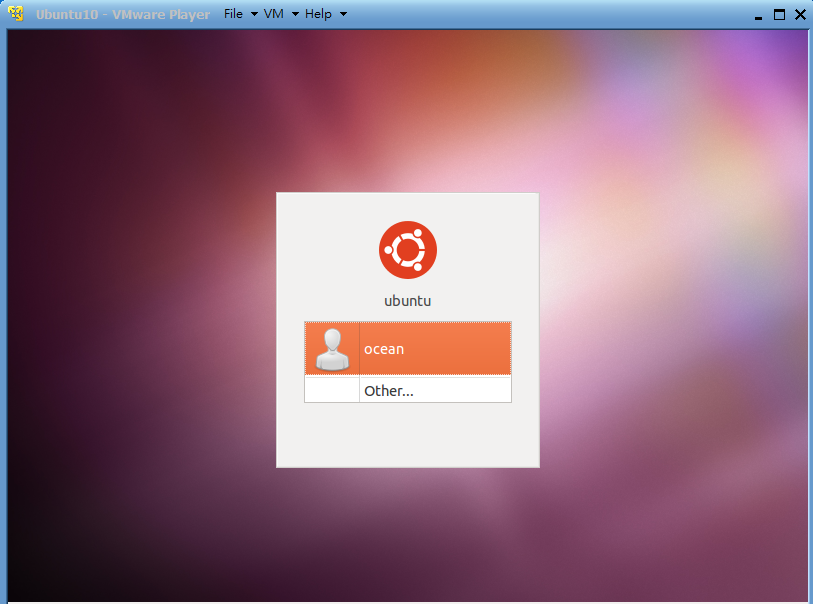 Ubuntu10 - VMware Player File VM Help
ubuntu
ocean
Other...